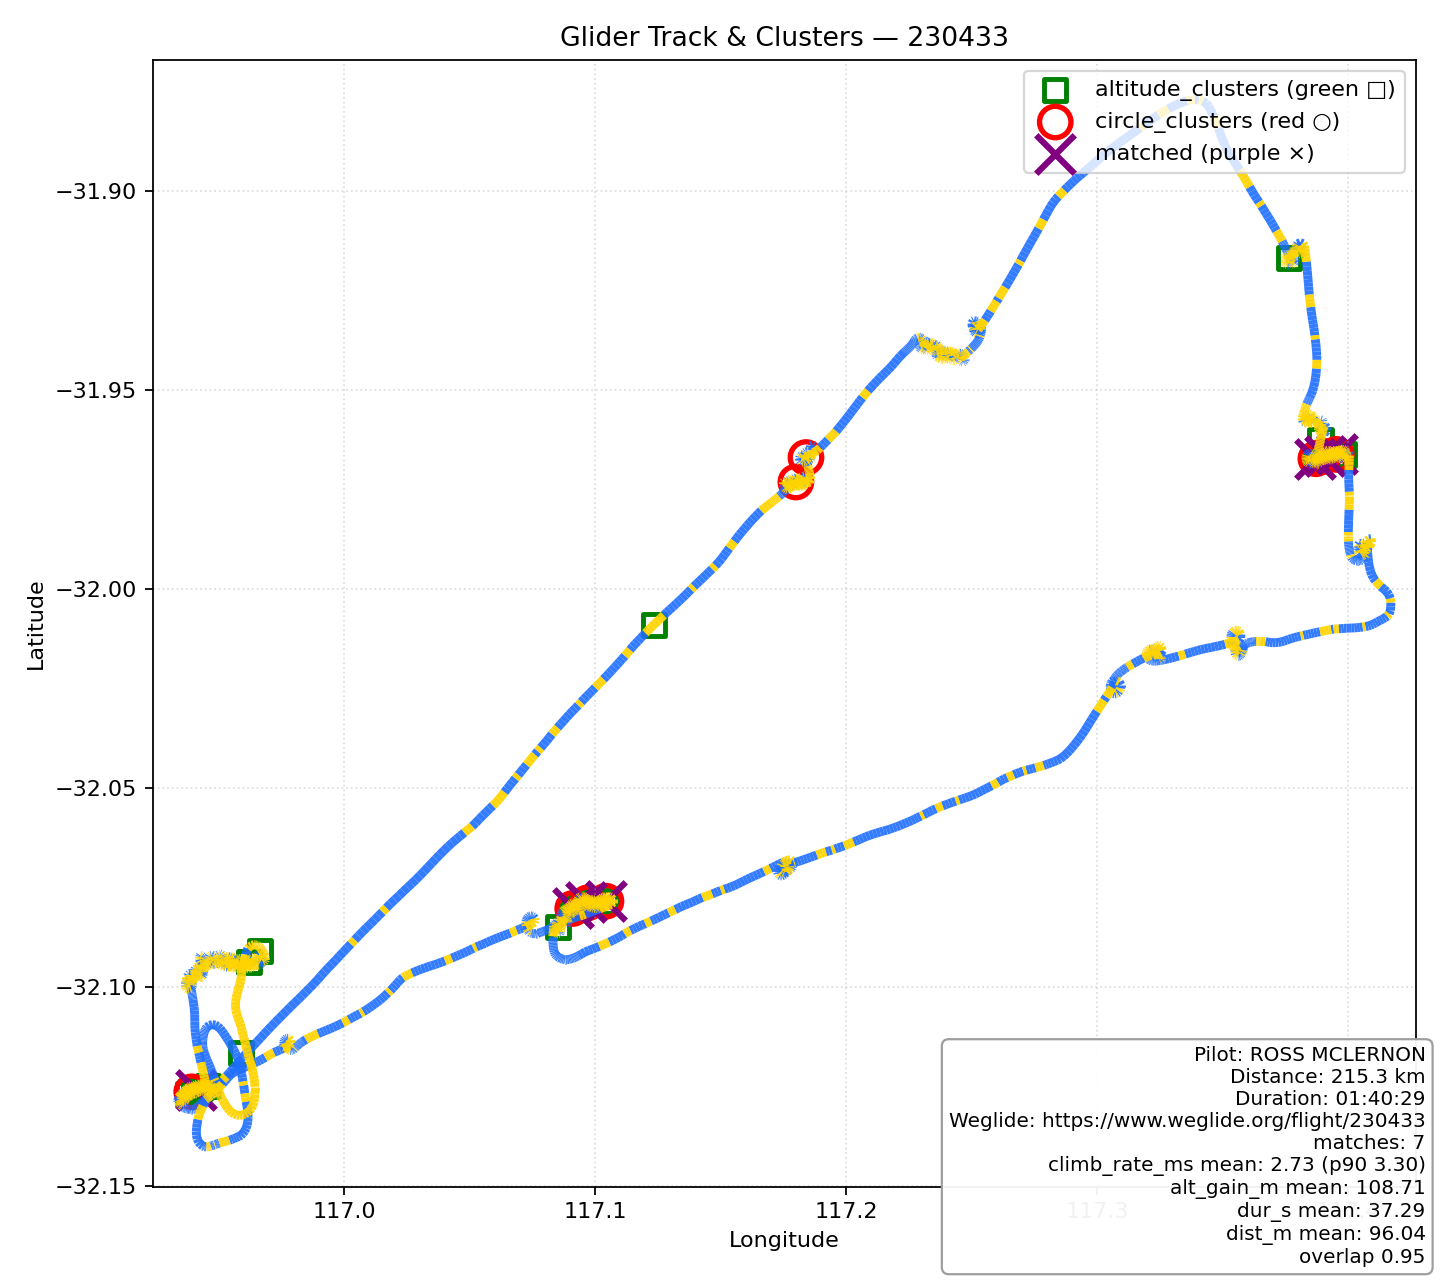 Glider Track & Clusters — 230433
altitude_clusters (green □)
circle_clusters (red ○)
matched (purple ×)
Latitude
−31.90
−31.95
−32.00
−32.05
−32.10
−32.15
117.0
117.1
117.2
117.3
Longitude
Pilot: ROSS MCLERNON
Distance: 215.3 km
Duration: 01:40:29
Weglide: https://www.weglide.org/flight/230433
matches: 7
climb_rate_ms mean: 2.73 (p90 3.30)
alt_gain_m mean: 108.71
dur_s mean: 37.29
dist_m mean: 96.04
overlap 0.95